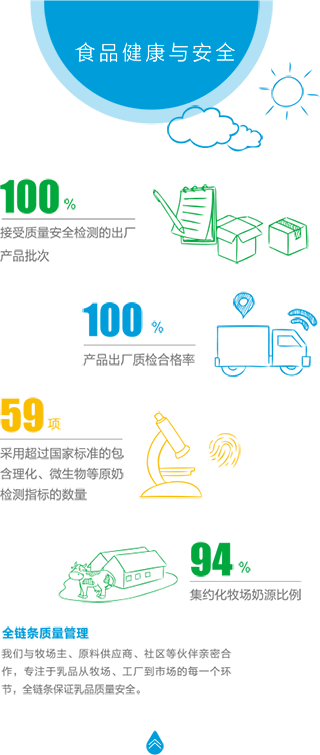 食品健康与安全
100 %
接受质量安全检测的出厂
产品批次
100 %
产品出厂质检合格率
59 项
采用超过国家标准的包
含理化、微生物等原奶
检测指标的数量
94 %
集约化牧场奶源比例
全链条质量管理
我们与牧场主、原料供应商、社区等伙伴亲密合
作，专注于乳品从牧场、工厂到市场的每一个环
节，全链条保证乳品质量安全。